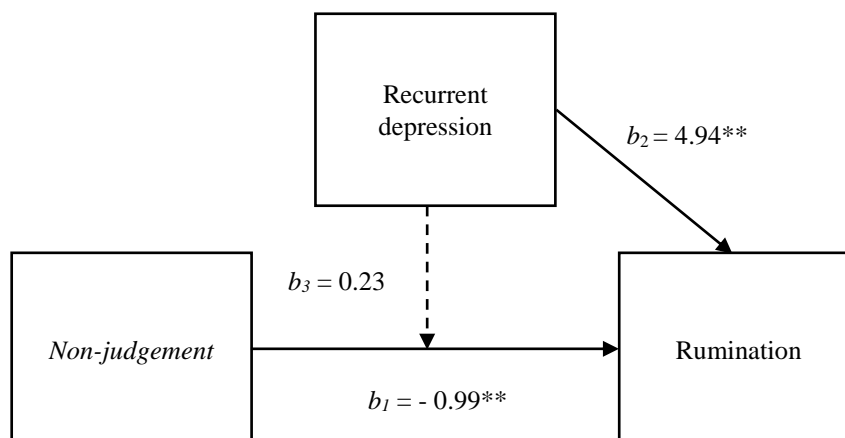 Recurrent
depression
b₂ = 4.94**
b₃ = 0.23
Non-judgement
Rumination
b₁ = - 0.99**